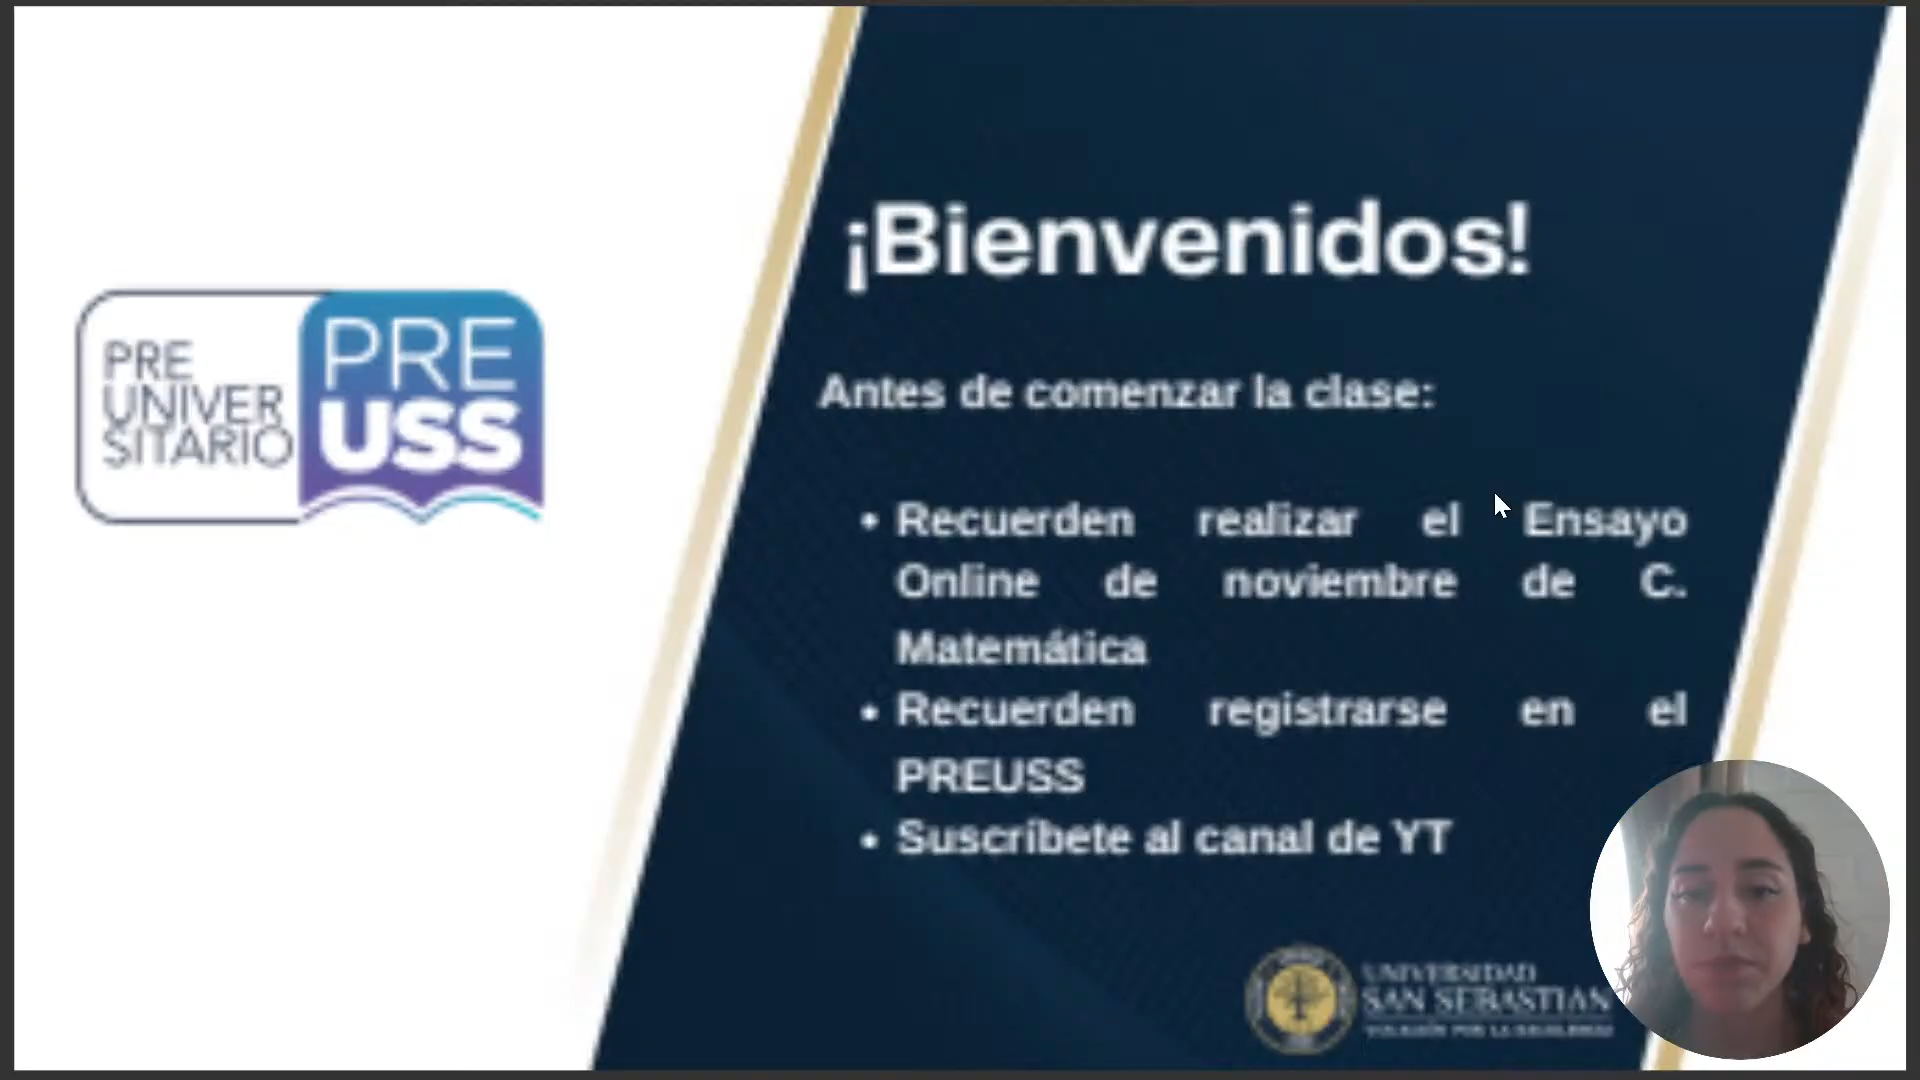 PRE
UNIVER
SITARIO
PRE
USS
¡Bienvenidos!
Antes de comenzar la clase:
• Recuerden realizar el Ensayo
Online de noviembre de C.
Matemática
• Recuerden registrarse en el
PREUSS
• Suscríbete al canal de YT
UNIVERSIDAD
SAN SEBASTIAN